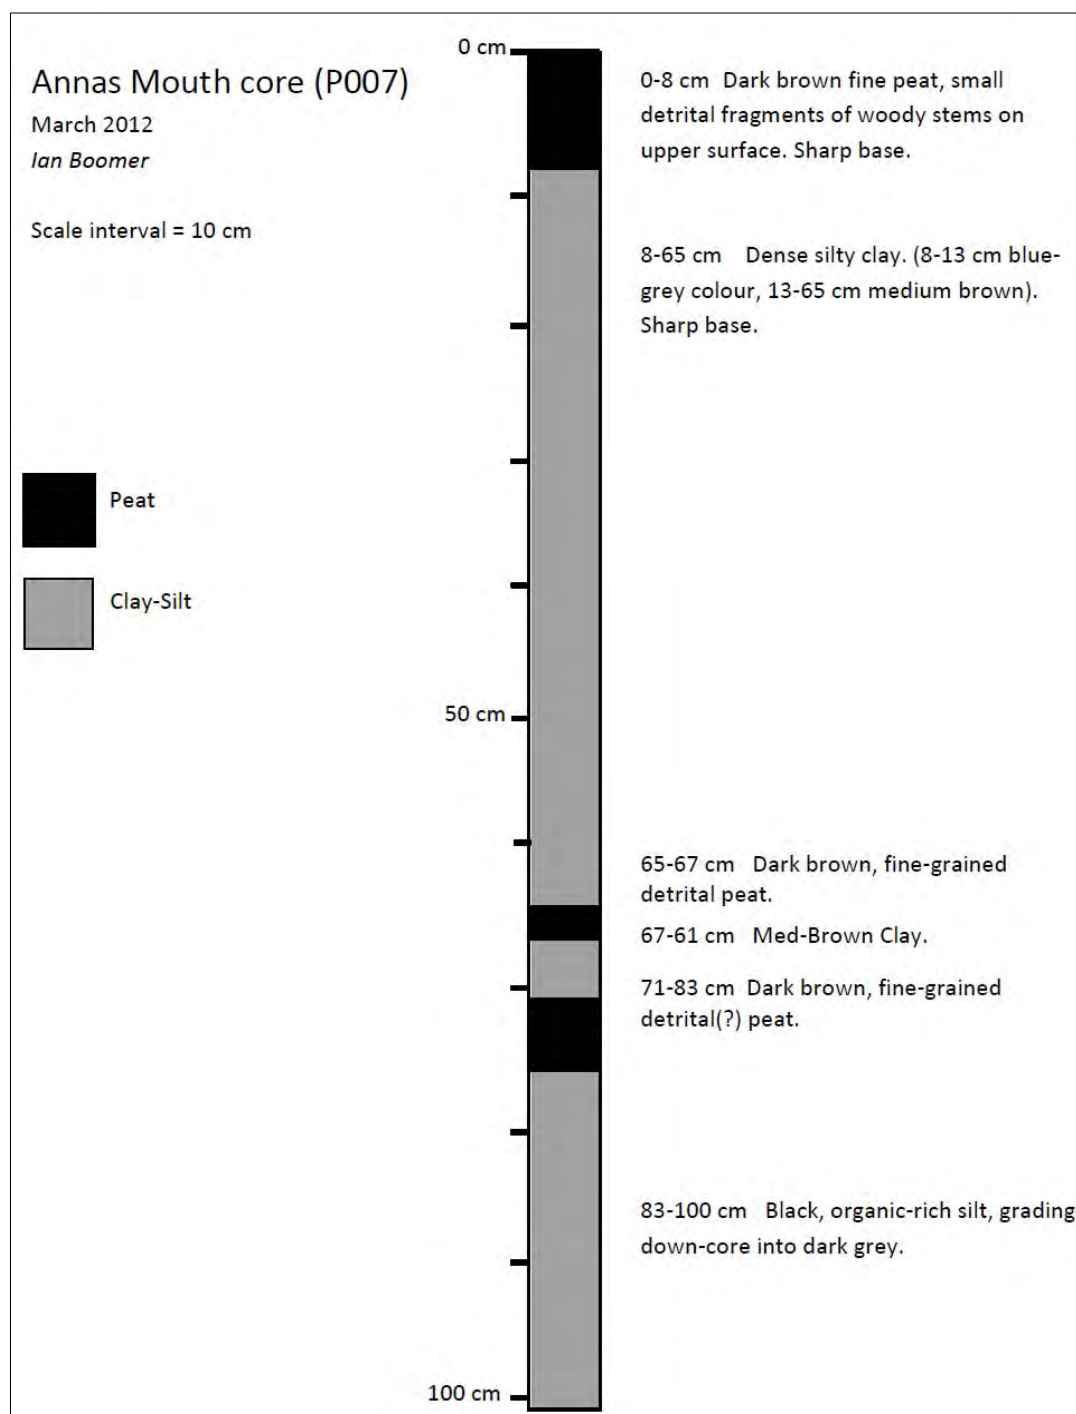 Annas Mouth core (P007)
March 2012
Ian Boomer
Scale interval = 10 cm
Peat
Clay-Silt
0 cm
50 cm
100 cm
0-8 cm Dark brown fine peat, small
detrital fragments of woody stems on
upper surface. Sharp base.
8-65 cm Dense silty clay. (8-13 cm blue-
grey colour, 13-65 cm medium brown).
Sharp base.
65-67 cm Dark brown, fine-grained
detrital peat.
67-61 cm Med-Brown Clay.
71-83 cm Dark brown, fine-grained
detrital(?) peat.
83-100 cm Black, organic-rich silt, grading
down-core into dark grey.